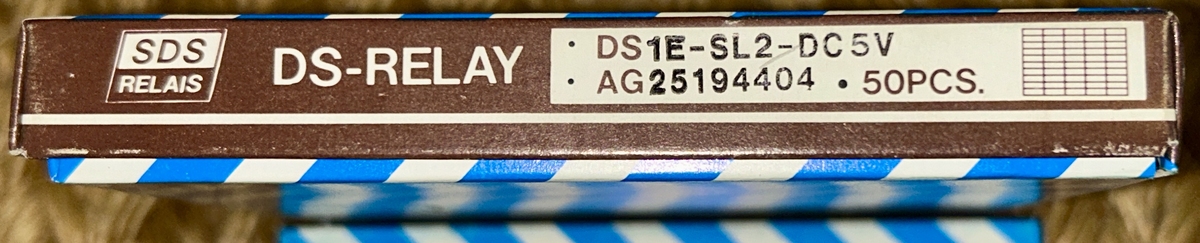 SDS
RELAIS
DS-RELAY
• DS1E-SL2-DC5V
• AG25194404 • 50PCS.